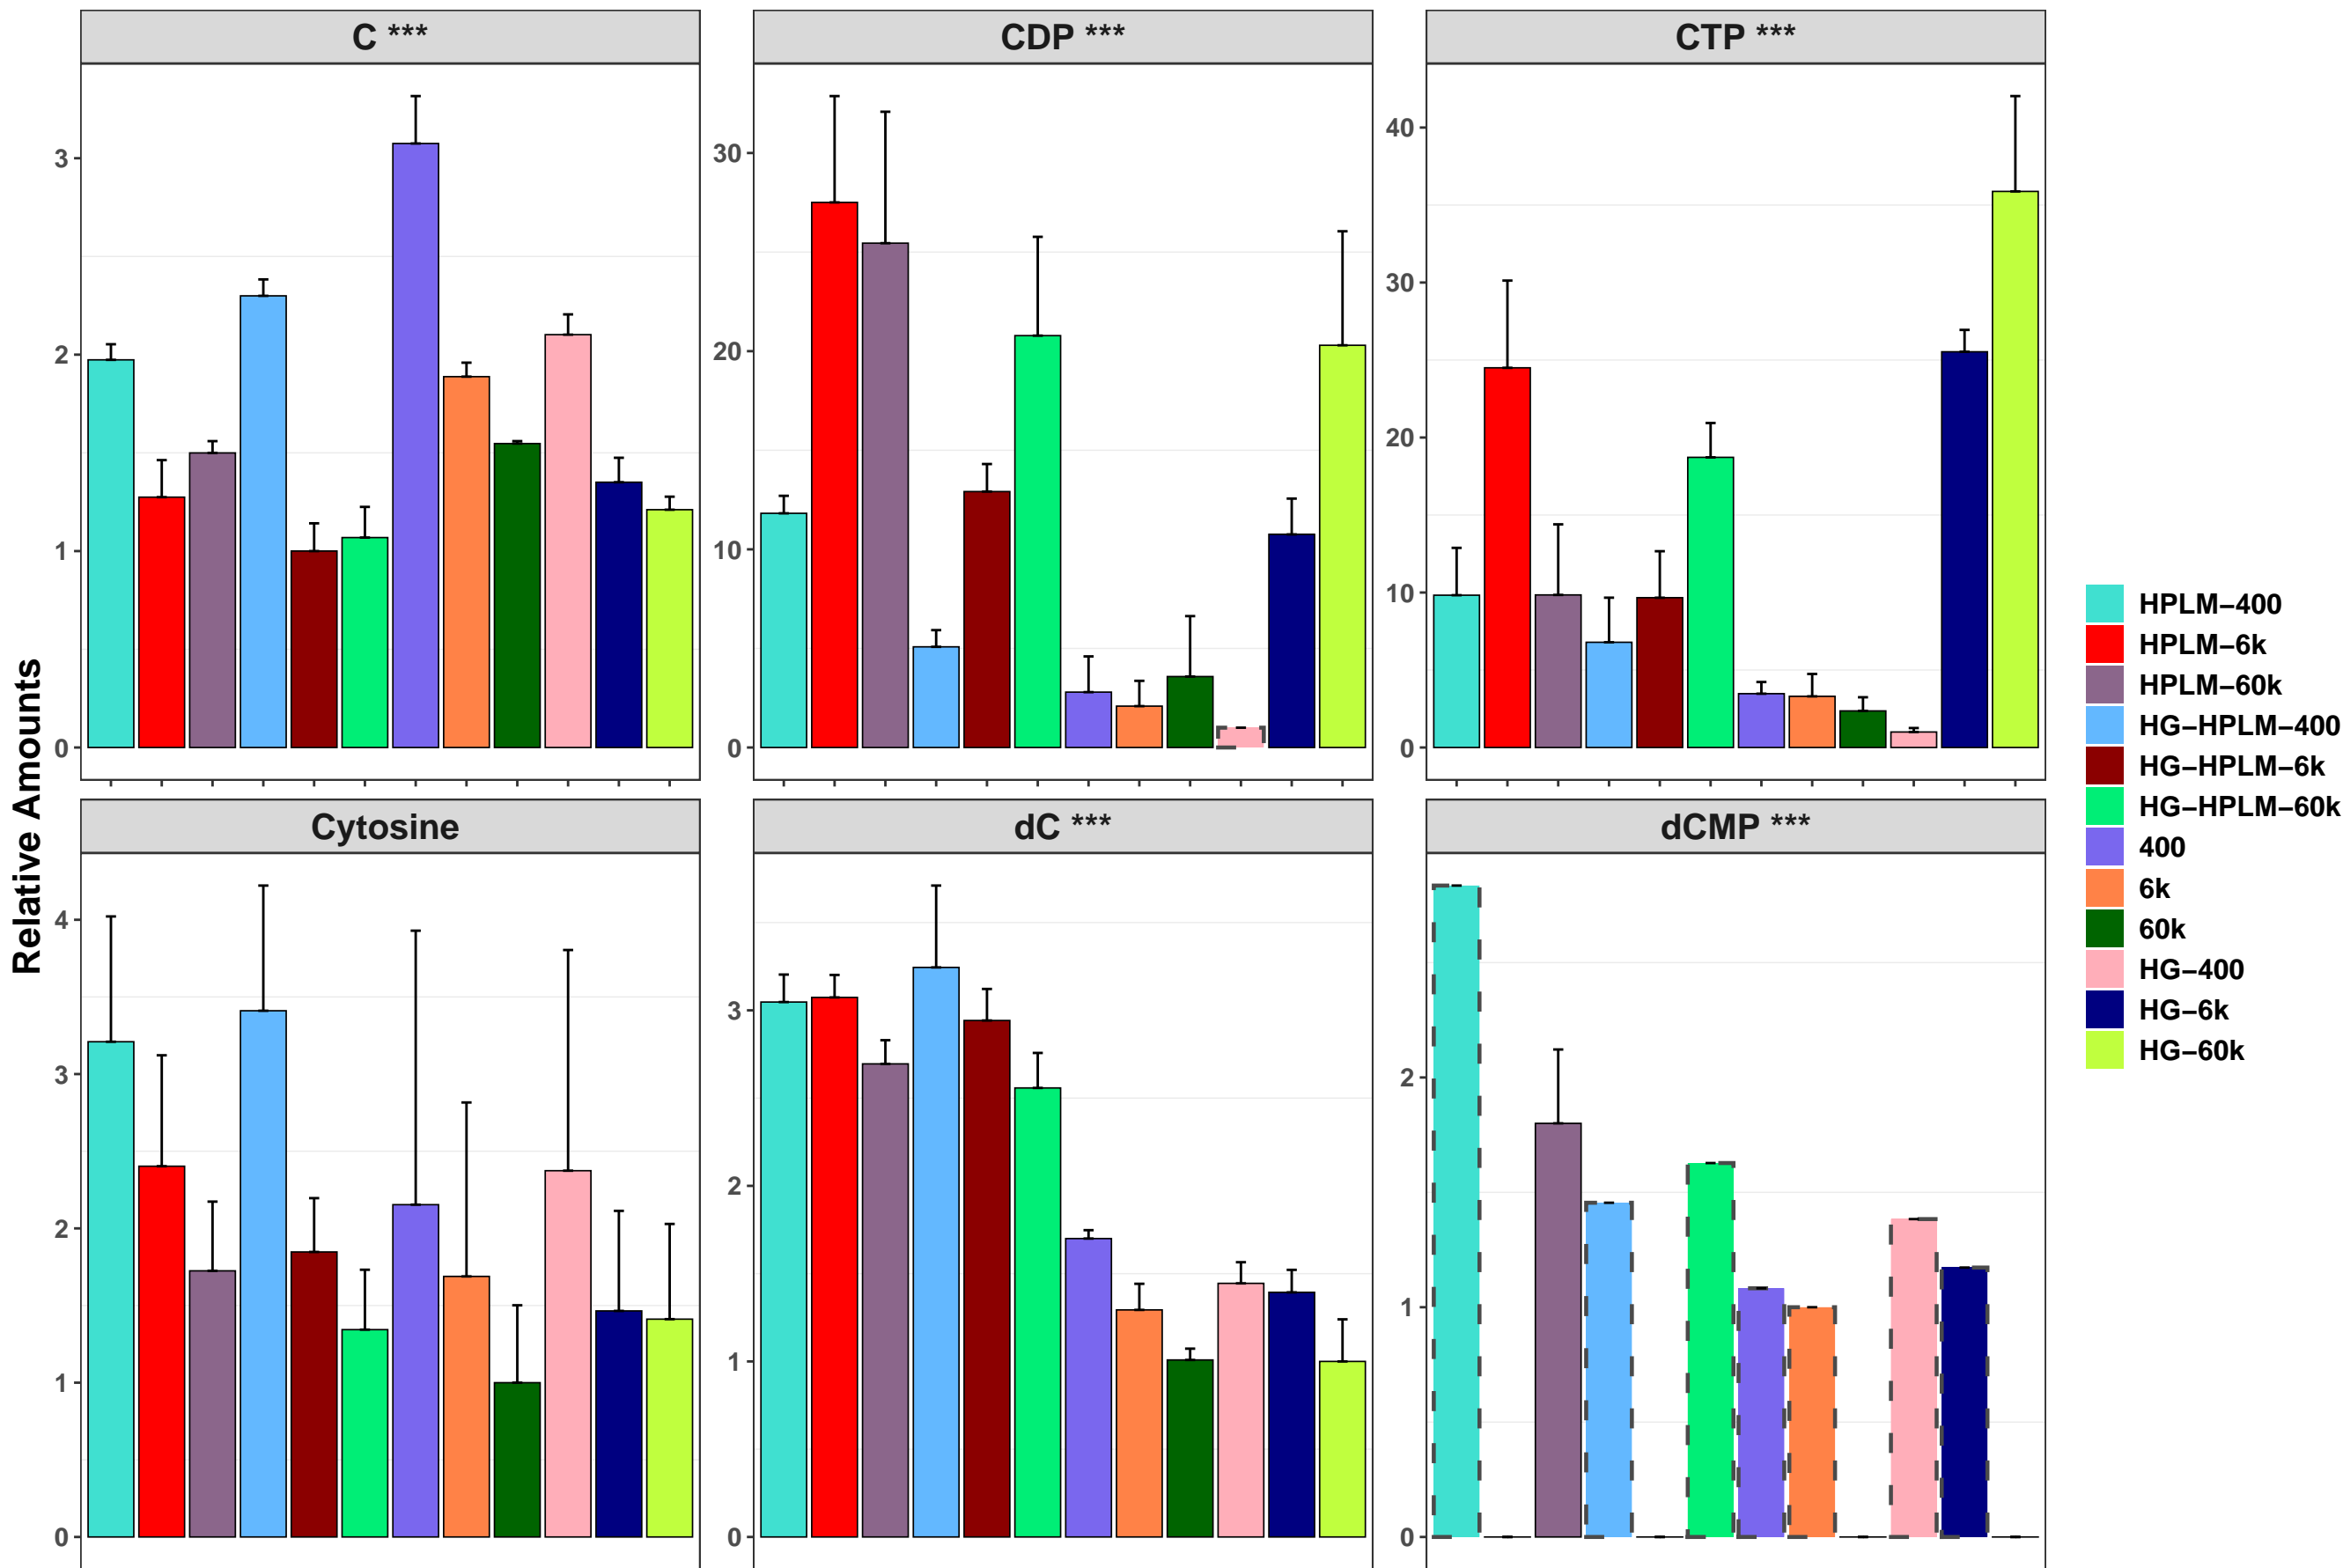 C ***
CDP ***
CTP ***
3
2
1
0
30
20
10
0
40
30
20
10
0
Relative Amounts
Cytosine
dC ***
dCMP ***
4
3
2
1
0
3
2
1
0
2
1
0
HPLM−400
HPLM−6k
HPLM−60k
HG−HPLM−400
HG−HPLM−6k
HG−HPLM−60k
400
6k
60k
HG−400
HG−6k
HG−60k